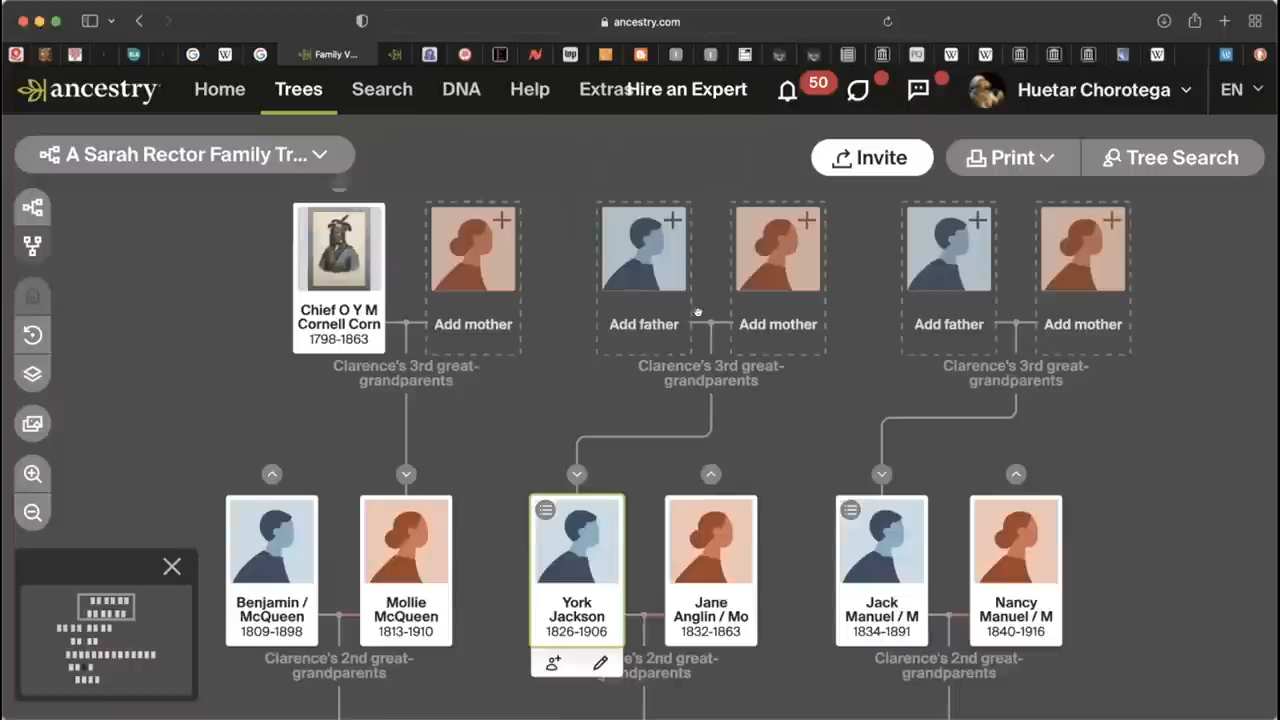 ancestry.com
Family V...
ancestry
Home
Trees
Search
DNA
Help
Extras
Hire an Expert
50
Huetar Chorotega
EN
A Sarah Rector Family Tr...
Invite
Print
Tree Search
Chief O Y M
Cornell Corn
1798-1863
Add mother
Add father
Add mother
Add father
Add mother
Clarence's 3rd great-
grandparents
Clarence's 3rd great-
grandparents
Clarence's 3rd great-
grandparents
Benjamin /
McQueen
1809-1898
Mollie
McQueen
1813-1910
York
Jackson
1826-1906
Jane
Anglin / Mo
1832-1863
Jack
Manuel / M
1834-1891
Nancy
Manuel / M
1840-1916
Clarence's 2nd great-
grandparents
e's 2nd great-
grandparents
Clarence's 2nd great-
grandparents